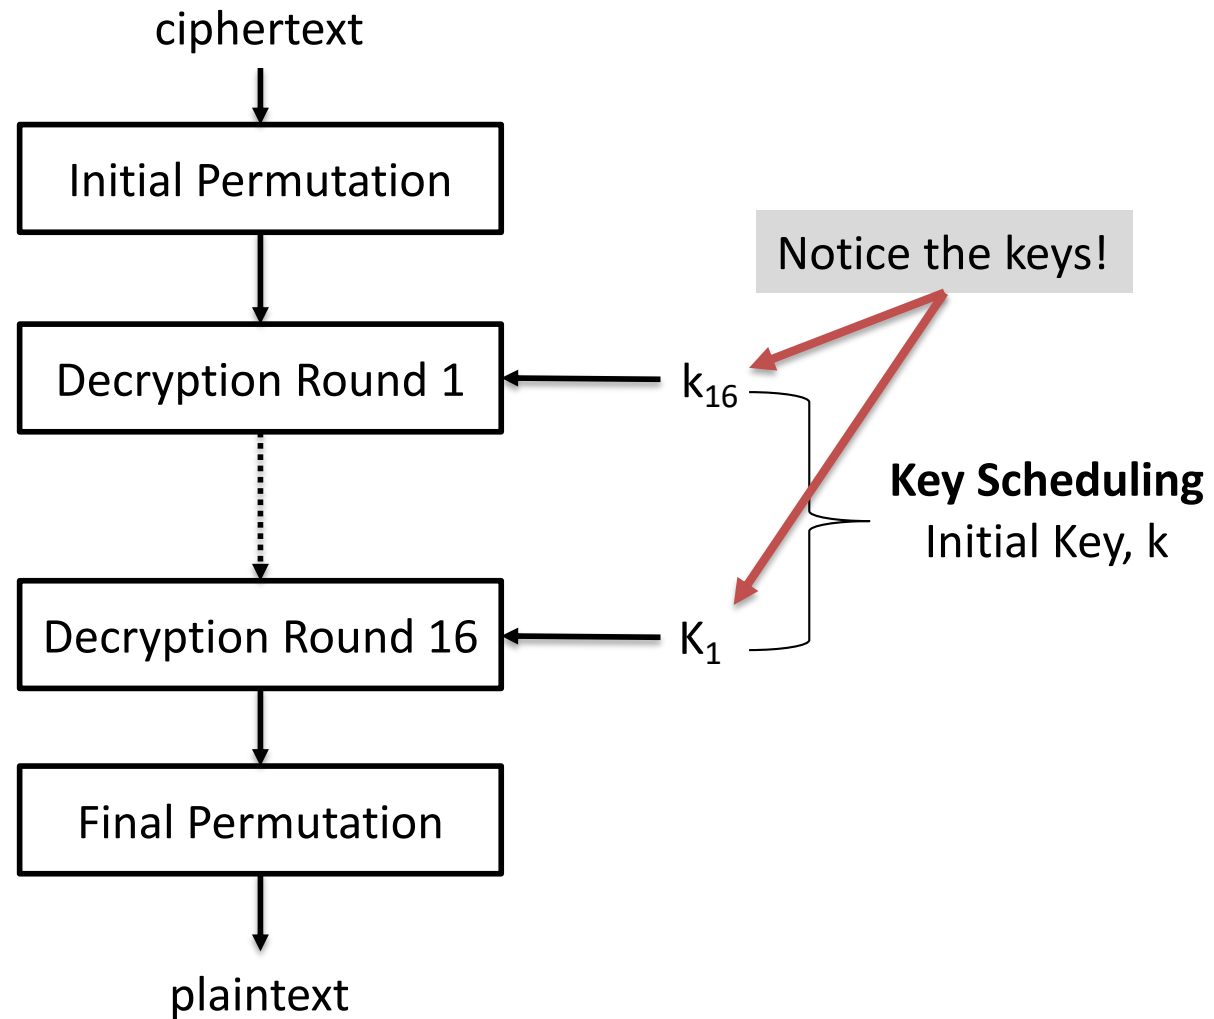 ciphertext
Initial Permutation
Notice the keys!
Decryption Round 1
k₁₆
Key Scheduling
Initial Key, k
Decryption Round 16
K₁
Final Permutation
plaintext